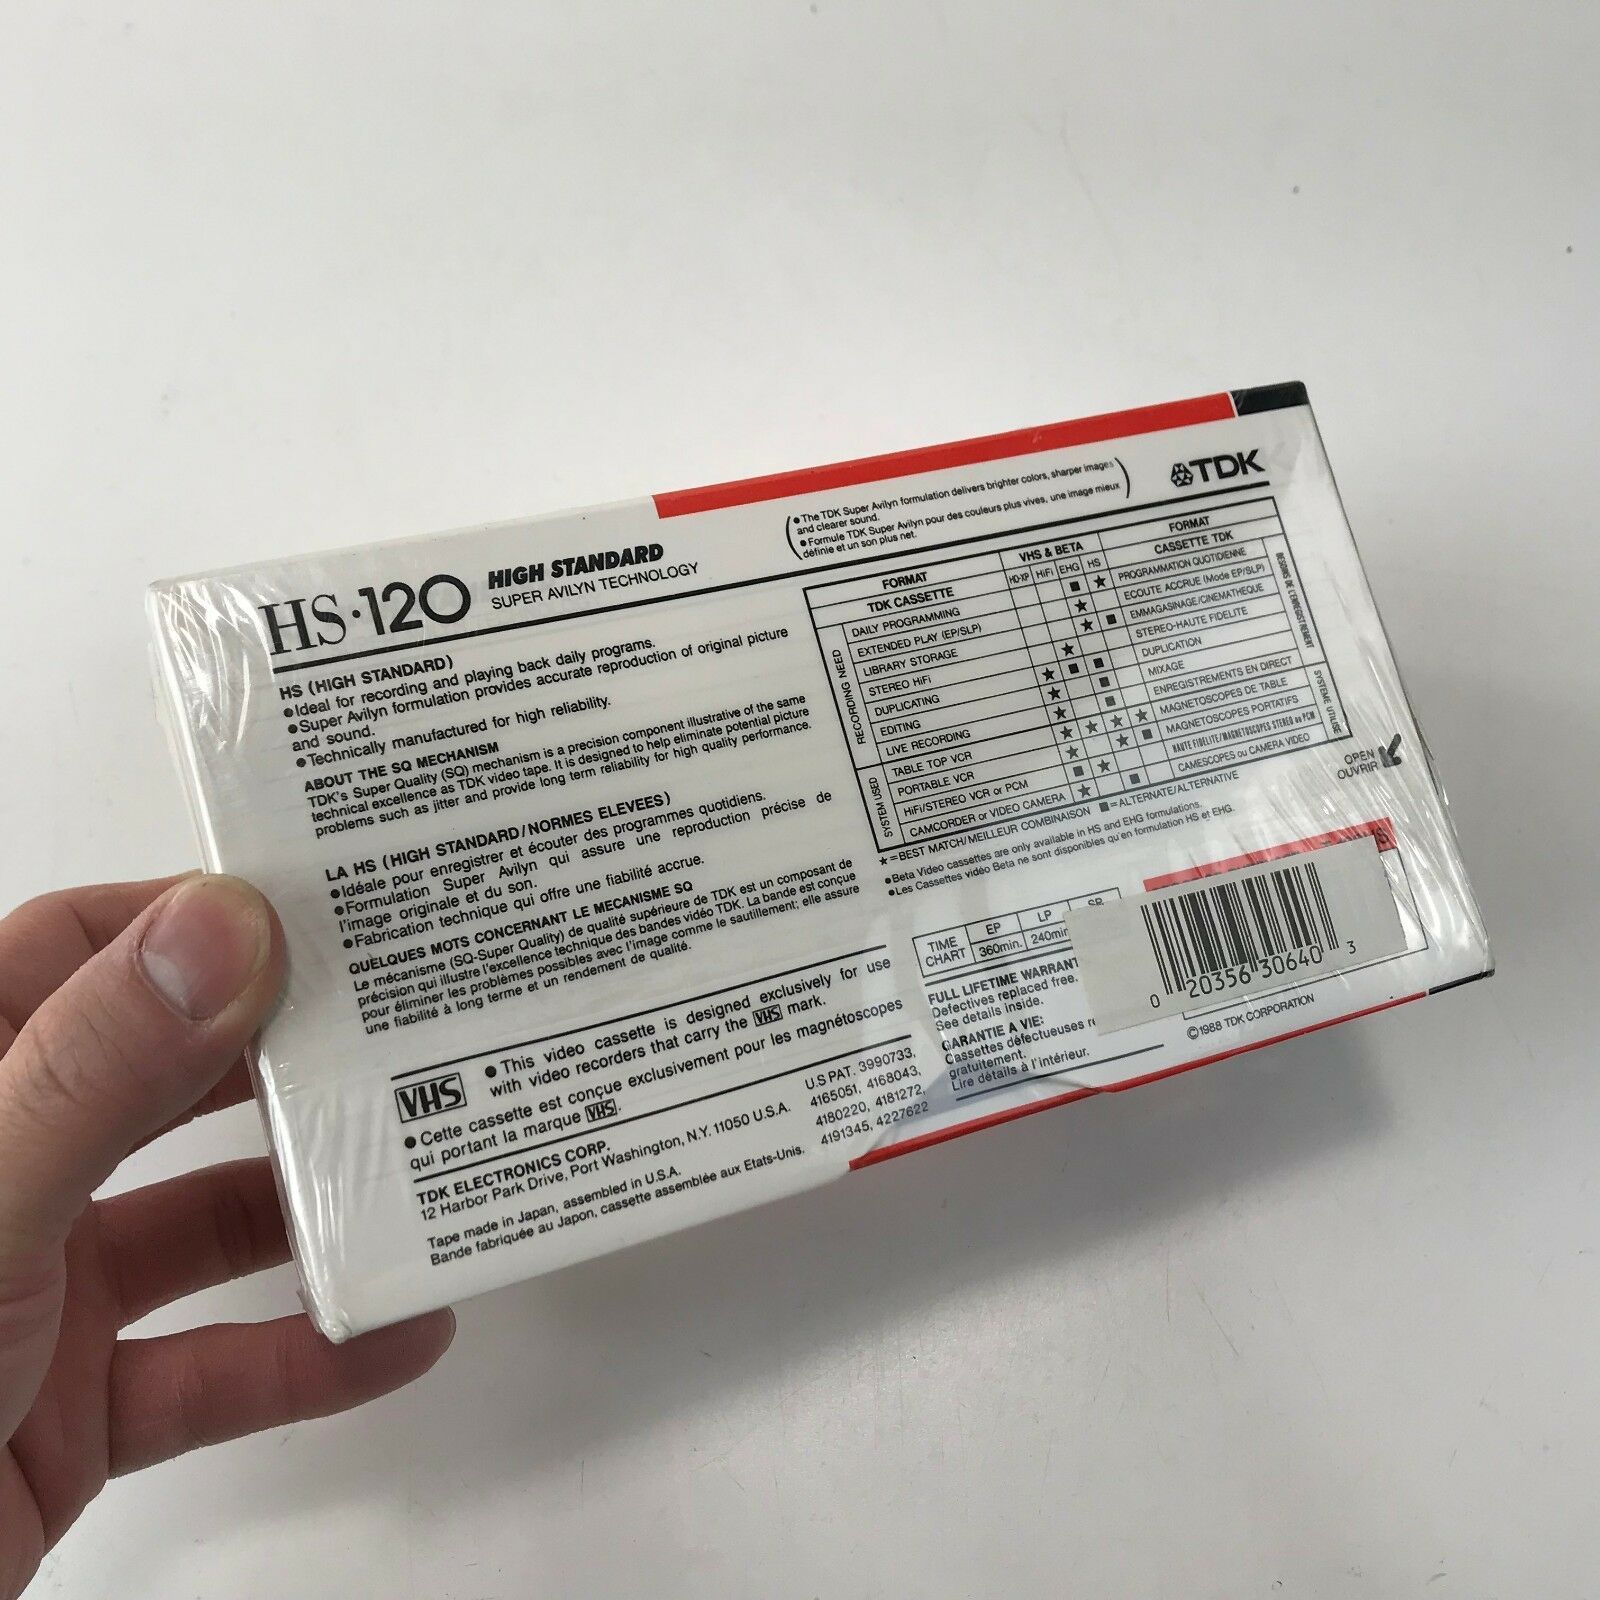 HS·120
HIGH STANDARD
SUPER AVILYN TECHNOLOGY
●The TDK Super Avilyn formulation delivers brighter colors, sharper images
and clearer sound.
●Formule TDK Super Avilyn pour des couleurs plus vives, une image mieux
définie et un son plus net.
TDK
HS (HIGH STANDARD)
●Ideal for recording and playing back daily programs.
●Super Avilyn formulation provides accurate reproduction of original picture
and sound.
●Technically manufactured for high reliability.
ABOUT THE SQ MECHANISM
TDK's Super Quality (SQ) mechanism is a precision component illustrative of the same
technical excellence as TDK video tape. It is designed to help eliminate potential picture
problems such as jitter and provide long term reliability for high quality performance.
LA HS (HIGH STANDARD/NORMES ELEVEES)
●Idéale pour enregistrer et écouter des programmes quotidiens.
●Formulation Super Avilyn qui assure une reproduction précise de
l'image originale et du son.
●Fabrication technique qui offre une fiabilité accrue.
QUELQUES MOTS CONCERNANT LE MECANISME SQ
Le mécanisme (SQ-Super Quality) de qualité supérieure de TDK est un composant de
précision qui illustre l'excellence technique des bandes vidéo TDK. La bande est conçue
pour éliminer les problèmes possibles avec l'image comme le sautillement; elle assure
une fiabilité à long terme et un rendement de qualité.
VHS
● This video cassette is designed exclusively for use
with video recorders that carry the VHS mark.
● Cette cassette est conçue exclusivement pour les magnétoscopes
qui portant la marque VHS.
TDK ELECTRONICS CORP.
12 Harbor Park Drive, Port Washington, N.Y. 11050 U.S.A.
Tape made in Japan, assembled in U.S.A.
Bande fabriquée au Japon, cassette assemblée aux Etats-Unis.
U.S PAT. 3990733,
4165051, 4168043,
4180220, 4181272,
4191345, 4227622
FORMAT VHS & BETA FORMAT
TDK CASSETTE HD-XP HiFi EHG HS CASSETTE TDK
RECORDING NEED
DAILY PROGRAMMING ■ ★ PROGRAMMATION QUOTIDIENNE
EXTENDED PLAY (EP/SLP) ★ ECOUTE ACCRUE (Mode EP/SLP)
LIBRARY STORAGE ★ ■ EMMAGASINAGE/CINEMATHEQUE
STEREO HiFi ★ STEREO-HAUTE FIDELITE
DUPLICATING ★ ■ ■ DUPLICATION
EDITING ★ ■ MIXAGE
LIVE RECORDING ★ ■ ENREGISTREMENTS EN DIRECT
BESOINS DE L'ENREGISTREMENT
SYSTEM USED
TABLE TOP VCR ★ ★ ★ ★ MAGNETOSCOPES DE TABLE
PORTABLE VCR ★ ★ ■ MAGNETOSCOPES PORTATIFS
HiFi/STEREO VCR or PCM ■ ★ HAUTE FIDELITE/MAGNETOSCOPES STEREO ou PCM
CAMCORDER or VIDEO CAMERA ★ ■ CAMESCOPES ou CAMERA VIDEO
SYSTEME UTILISE
★=BEST MATCH/MEILLEUR COMBINAISON ■=ALTERNATE/ALTERNATIVE
●Beta Video cassettes are only available in HS and EHG formulations.
●Les Cassettes vidéo Beta ne sont disponibles qu'en formulation HS et EHG.
OPEN
OUVRIR
TIME CHART
EP LP SP
360min. 240min
FULL LIFETIME WARRANT
Defectives replaced free.
See details inside.
GARANTIE A VIE:
Cassettes défectueuses r
gratuitement.
Lire détails à l'intérieur.
0 20356 30640 3
©1988 TDK CORPORATION